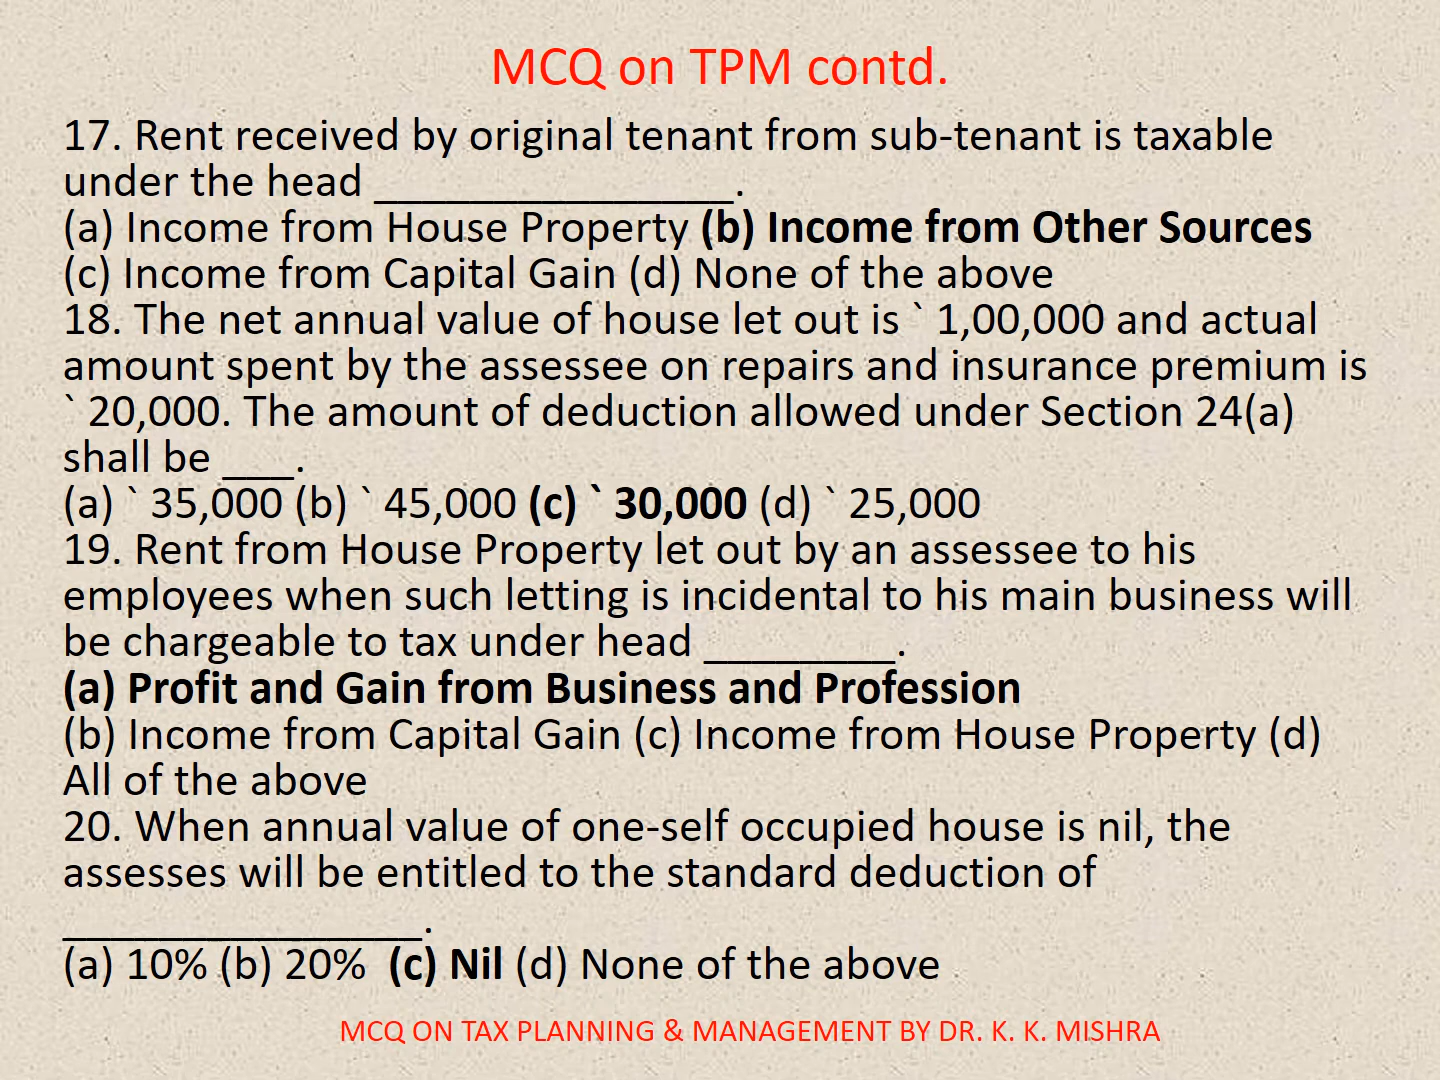 MCQ on TPM contd.
17. Rent received by original tenant from sub-tenant is taxable
under the head _______________.
(a) Income from House Property (b) Income from Other Sources
(c) Income from Capital Gain (d) None of the above
18. The net annual value of house let out is ` 1,00,000 and actual
amount spent by the assessee on repairs and insurance premium is
` 20,000. The amount of deduction allowed under Section 24(a)
shall be ___.
(a) ` 35,000 (b) ` 45,000 (c) ` 30,000 (d) ` 25,000
19. Rent from House Property let out by an assessee to his
employees when such letting is incidental to his main business will
be chargeable to tax under head ________.
(a) Profit and Gain from Business and Profession
(b) Income from Capital Gain (c) Income from House Property (d)
All of the above
20. When annual value of one-self occupied house is nil, the
assesses will be entitled to the standard deduction of
_______________.
(a) 10% (b) 20% (c) Nil (d) None of the above
MCQ ON TAX PLANNING & MANAGEMENT BY DR. K. K. MISHRA